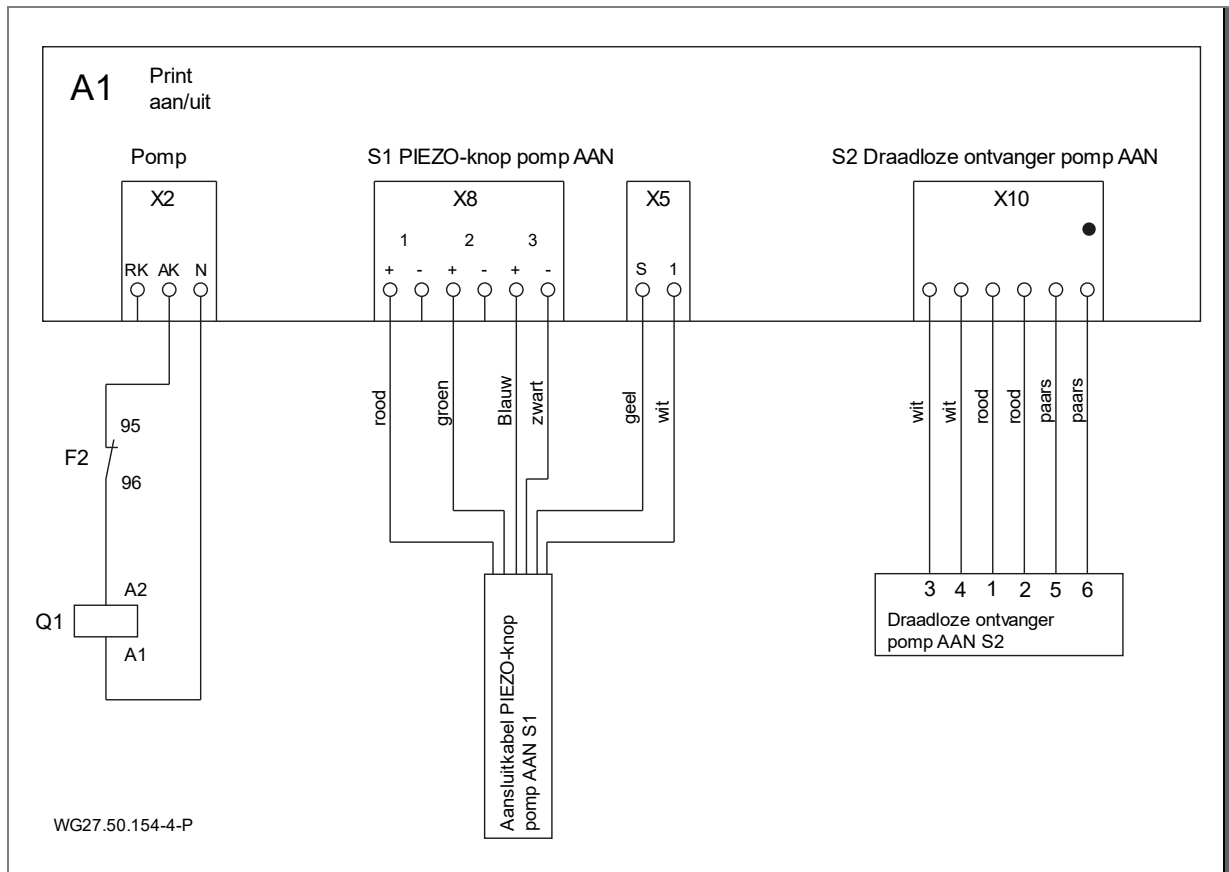 A1 Print
aan/uit
Pomp S1 PIEZO-knop pomp AAN S2 Draadloze ontvanger pomp AAN
X2 X8 X5 X10
1 2 3
RK AK N + - + - + - S 1
rood groen Blauw zwart geel wit wit wit rood rood paars paars
95
F2
96
A2
Q1
A1
3 4 1 2 5 6
Draadloze ontvanger
pomp AAN S2
Aansluitkabel PIEZO-knop
pomp AAN S1
WG27.50.154-4-P